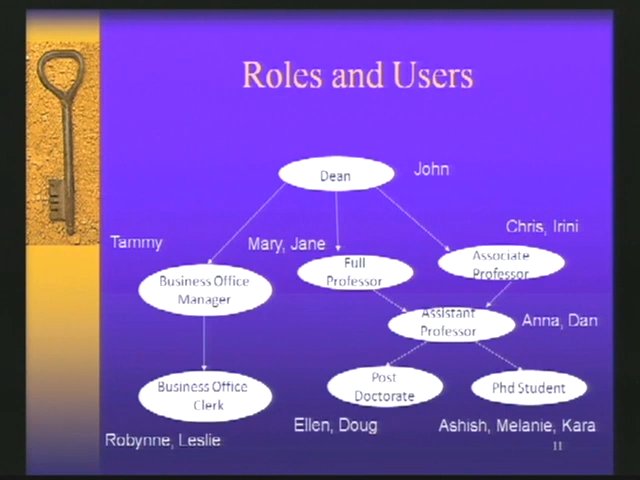 Roles and Users
Dean
John
Chris, Irini
Tammy
Mary, Jane
Full
Professor
Associate
Professor
Business Office
Manager
Assistant
Professor
Anna, Dan
Business Office
Clerk
Post
Doctorate
Phd Student
Ellen, Doug
Ashish, Melanie, Kara
Robynne, Leslie
11